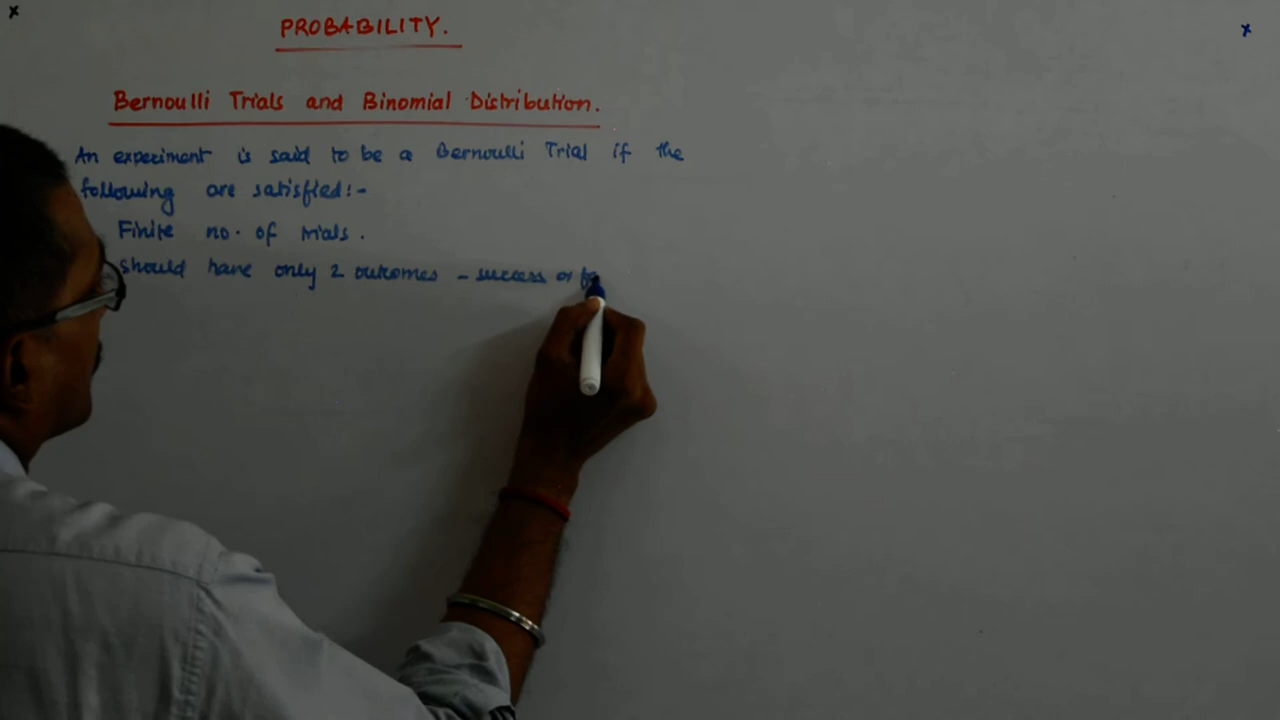 PROBABILITY.
Bernoulli Trials and Binomial Distribution.
An experiment is said to be a Bernoulli Trial if the
following are satisfied:-
Finite no. of trials.
Should have only 2 outcomes - success or fa